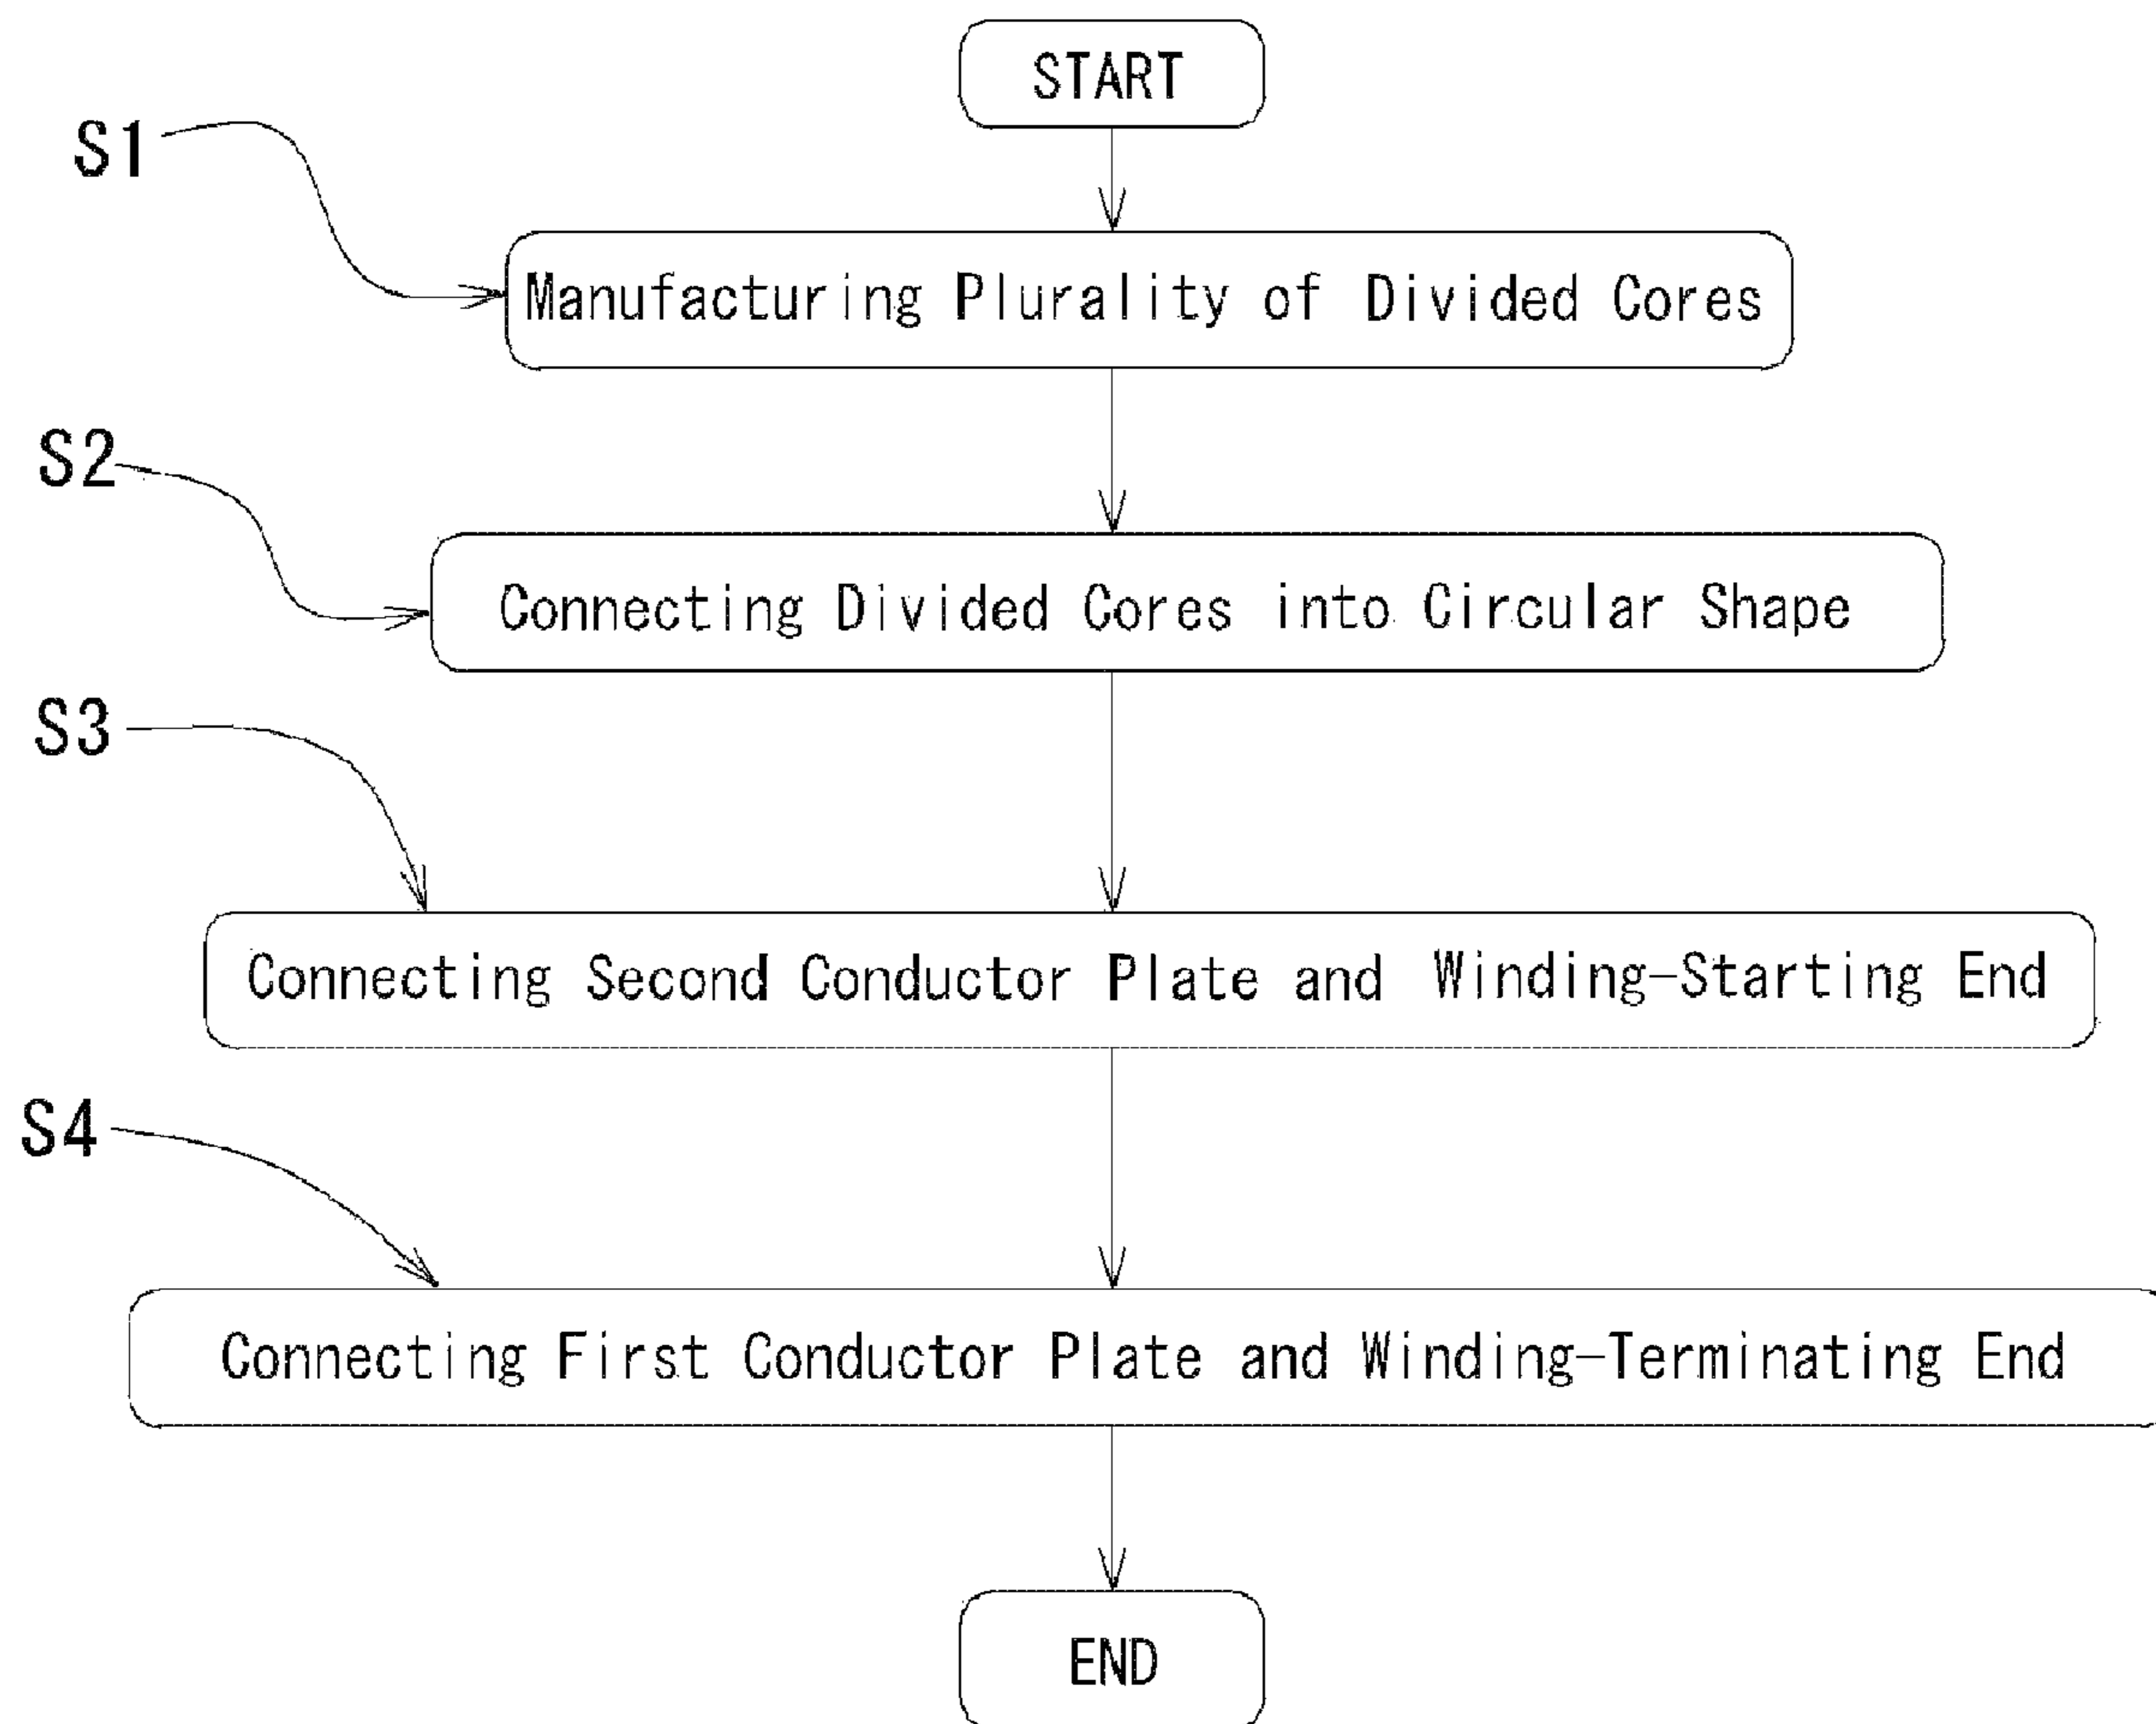 START
S1
Manufacturing Plurality of Divided Cores
S2
Connecting Divided Cores into Circular Shape
S3
Connecting Second Conductor Plate and Winding-Starting End
S4
Connecting First Conductor Plate and Winding-Terminating End
END